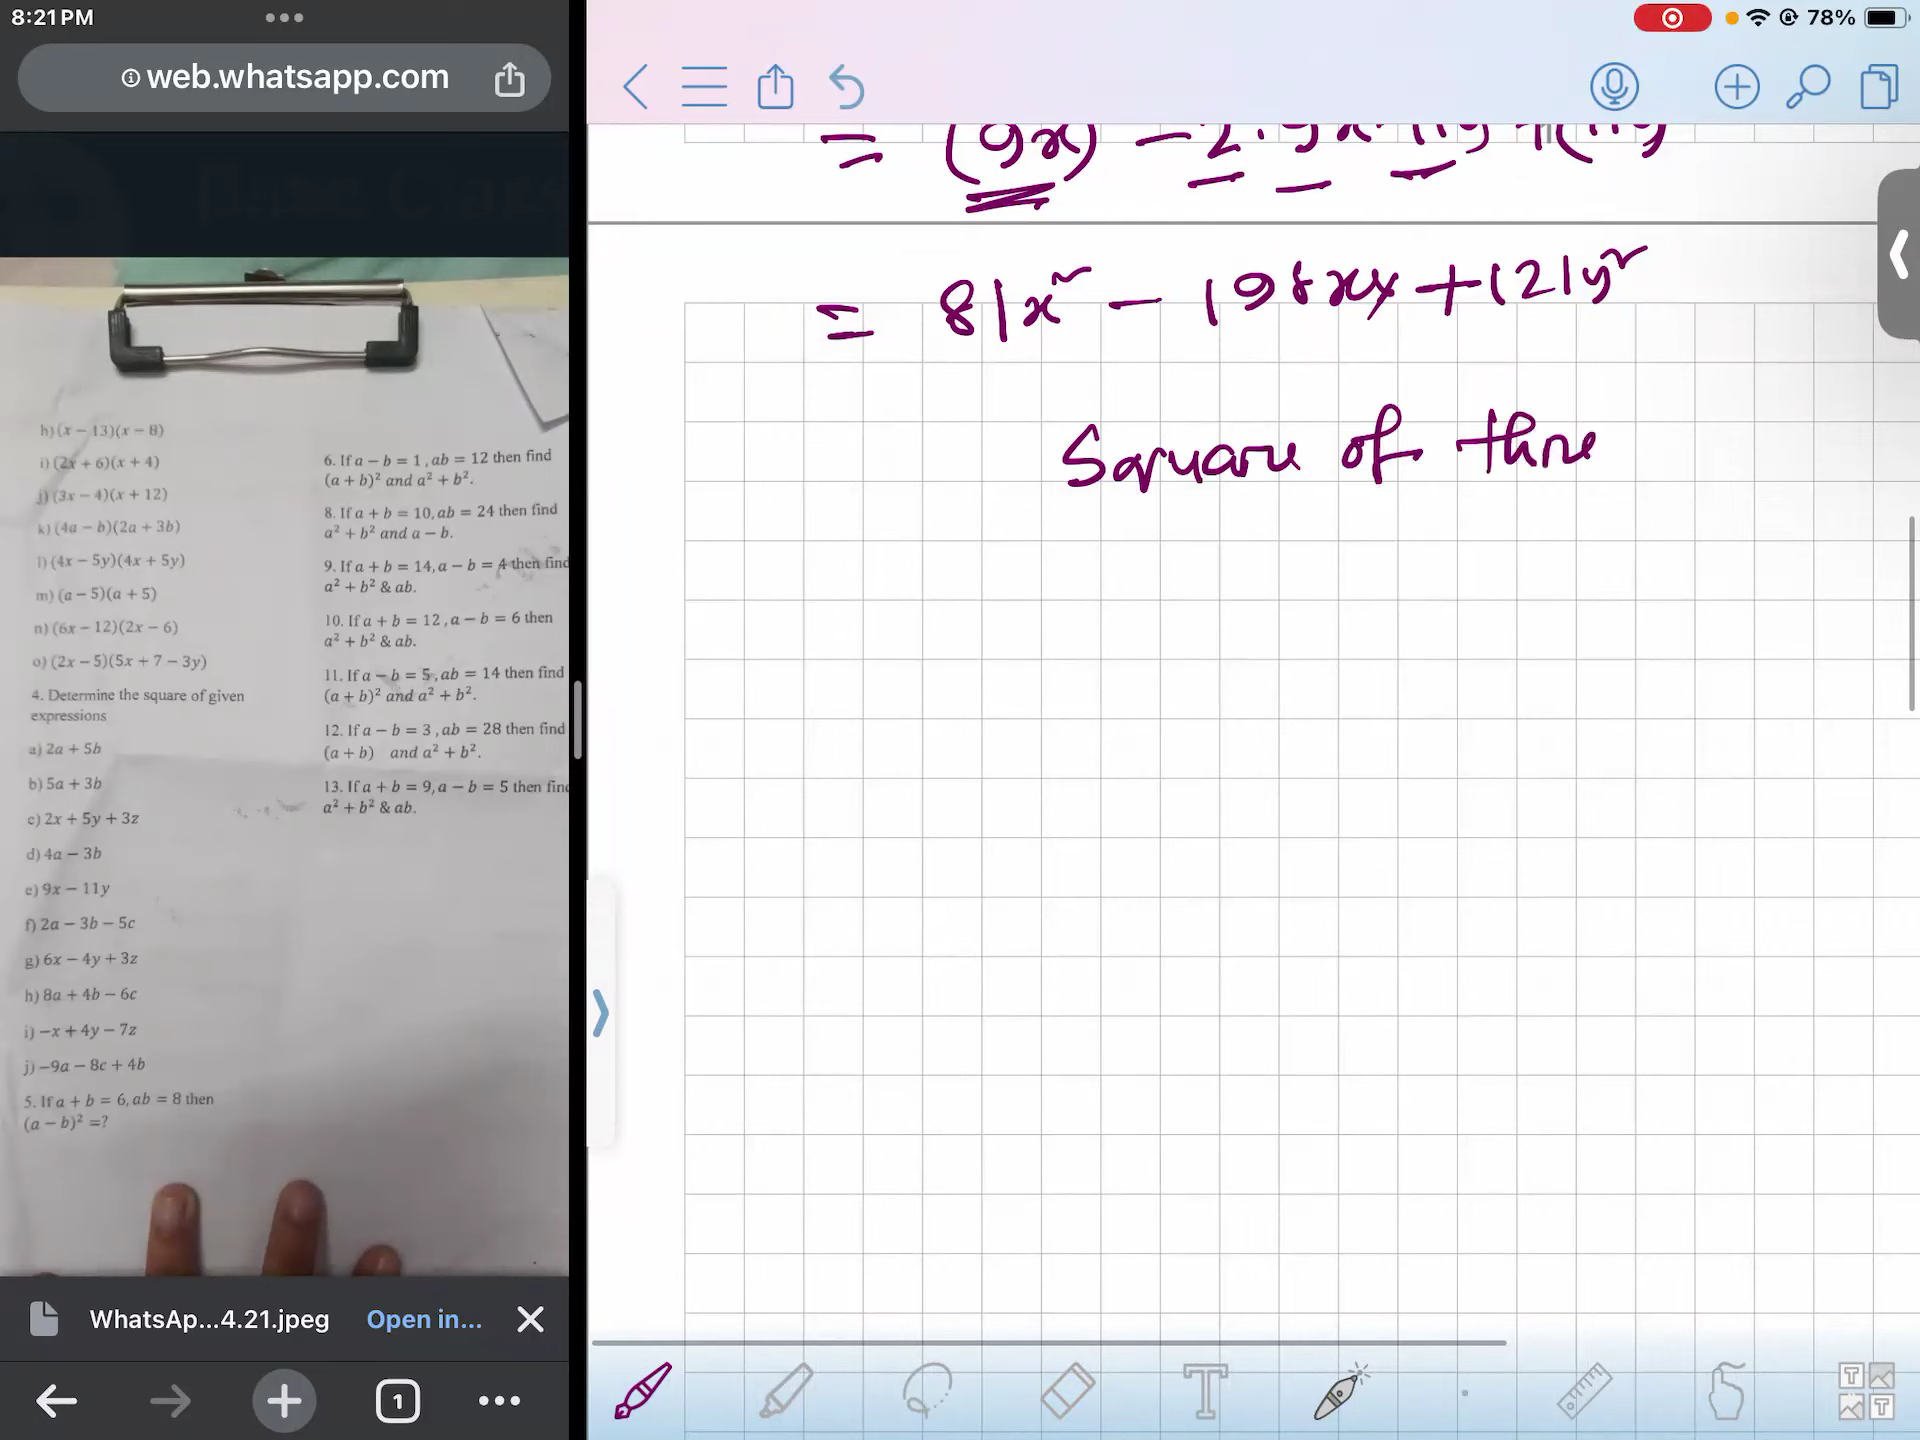 8:21 PM
78%
web.whatsapp.com
h) (x − 13)(x − 8)
i) (2x + 6)(x + 4)
j) (3x − 4)(x + 12)
k) (4a − b)(2a + 3b)
l) (4x − 5y)(4x + 5y)
m) (a − 5)(a + 5)
n) (6x − 12)(2x − 6)
o) (2x − 5)(5x + 7 − 3y)
4. Determine the square of given
expressions
a) 2a + 5b
b) 5a + 3b
c) 2x + 5y + 3z
d) 4a − 3b
e) 9x − 11y
f) 2a − 3b − 5c
g) 6x − 4y + 3z
h) 8a + 4b − 6c
i) −x + 4y − 7z
j) −9a − 8c + 4b
5. If a + b = 6, ab = 8 then
(a − b)² =?
6. If a − b = 1, ab = 12 then find
(a + b)² and a² + b².
8. If a + b = 10, ab = 24 then find
a² + b² and a − b.
9. If a + b = 14, a − b = 4 then find
a² + b² & ab.
10. If a + b = 12, a − b = 6 then
a² + b² & ab.
11. If a − b = 5, ab = 14 then find
(a + b)² and a² + b².
12. If a − b = 3, ab = 28 then find
(a + b) and a² + b².
13. If a + b = 9, a − b = 5 then find
a² + b² & ab.
WhatsAp...4.21.jpeg
Open in...
1
= (9x) − 2·9x·11y + (11y
= 81x² − 198xy + 121y²
Square of three
T